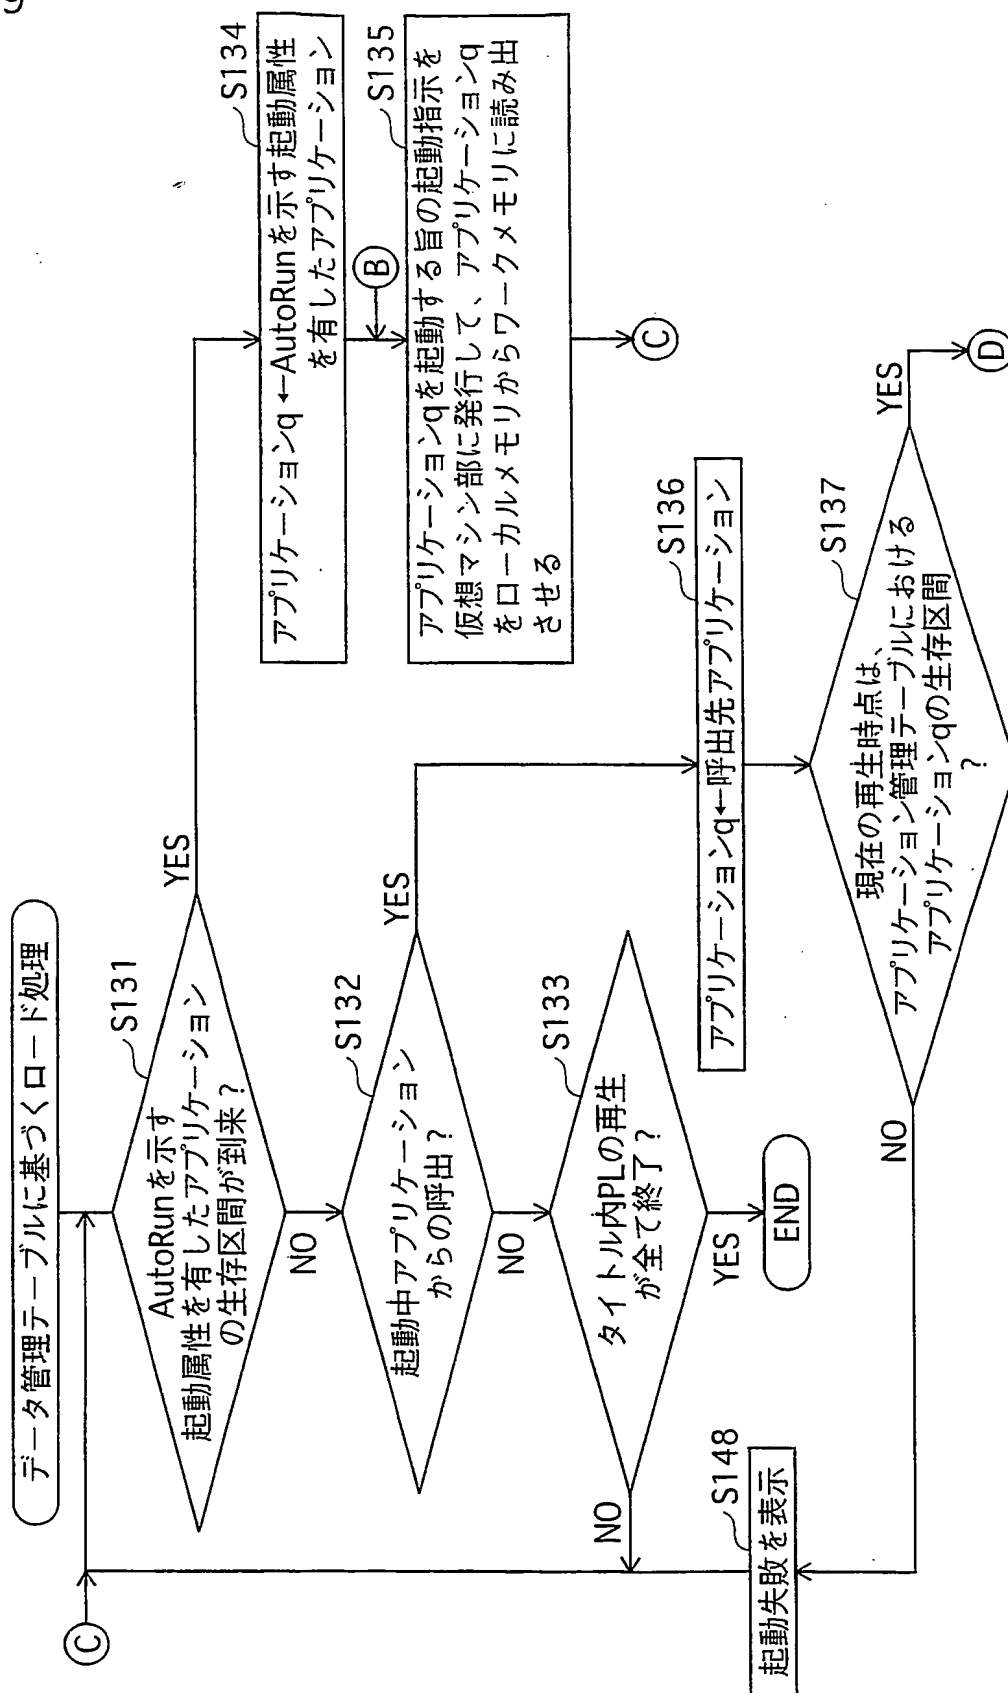 9
データ管理テーブルに基づくロード処理
S131
AutoRunを示す
起動属性を有したアプリケーション
の生存区間が到来？
YES
NO
S132
起動中アプリケーション
からの呼出？
YES
NO
S133
タイトル内PLの再生
が全て終了？
NO
YES
END
S134
アプリケーションq←AutoRunを示す起動属性
を有したアプリケーション
B
S135
アプリケーションqを起動する旨の起動指示を
仮想マシン部に発行して、アプリケーションq
をローカルメモリからワークメモリに読み出
させる
C
S136
アプリケーションq←呼出先アプリケーション
S137
現在の再生時点は、
アプリケーション管理テーブルにおける
アプリケーションqの生存区間
？
YES
D
NO
S148
起動失敗を表示
C